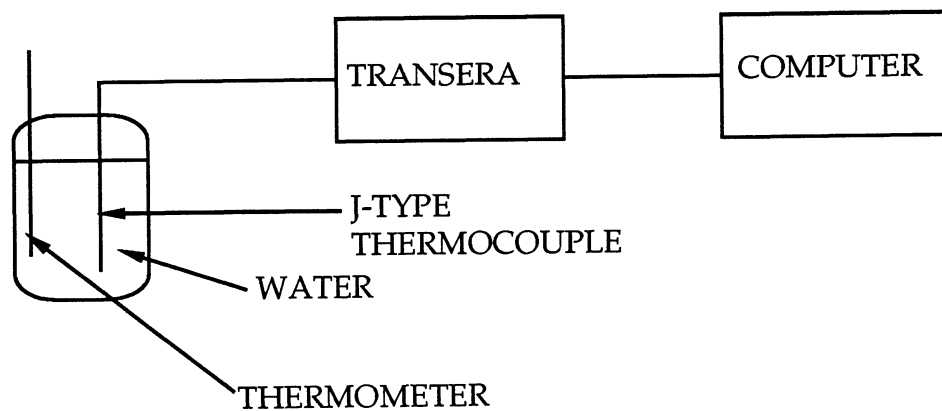 TRANSERA
COMPUTER
J-TYPE
THERMOCOUPLE
WATER
THERMOMETER